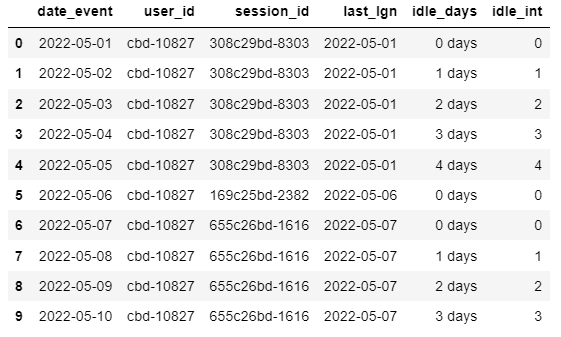 date_event user_id session_id last_lgn idle_days idle_int
0 2022-05-01 cbd-10827 308c29bd-8303 2022-05-01 0 days 0
1 2022-05-02 cbd-10827 308c29bd-8303 2022-05-01 1 days 1
2 2022-05-03 cbd-10827 308c29bd-8303 2022-05-01 2 days 2
3 2022-05-04 cbd-10827 308c29bd-8303 2022-05-01 3 days 3
4 2022-05-05 cbd-10827 308c29bd-8303 2022-05-01 4 days 4
5 2022-05-06 cbd-10827 169c25bd-2382 2022-05-06 0 days 0
6 2022-05-07 cbd-10827 655c26bd-1616 2022-05-07 0 days 0
7 2022-05-08 cbd-10827 655c26bd-1616 2022-05-07 1 days 1
8 2022-05-09 cbd-10827 655c26bd-1616 2022-05-07 2 days 2
9 2022-05-10 cbd-10827 655c26bd-1616 2022-05-07 3 days 3